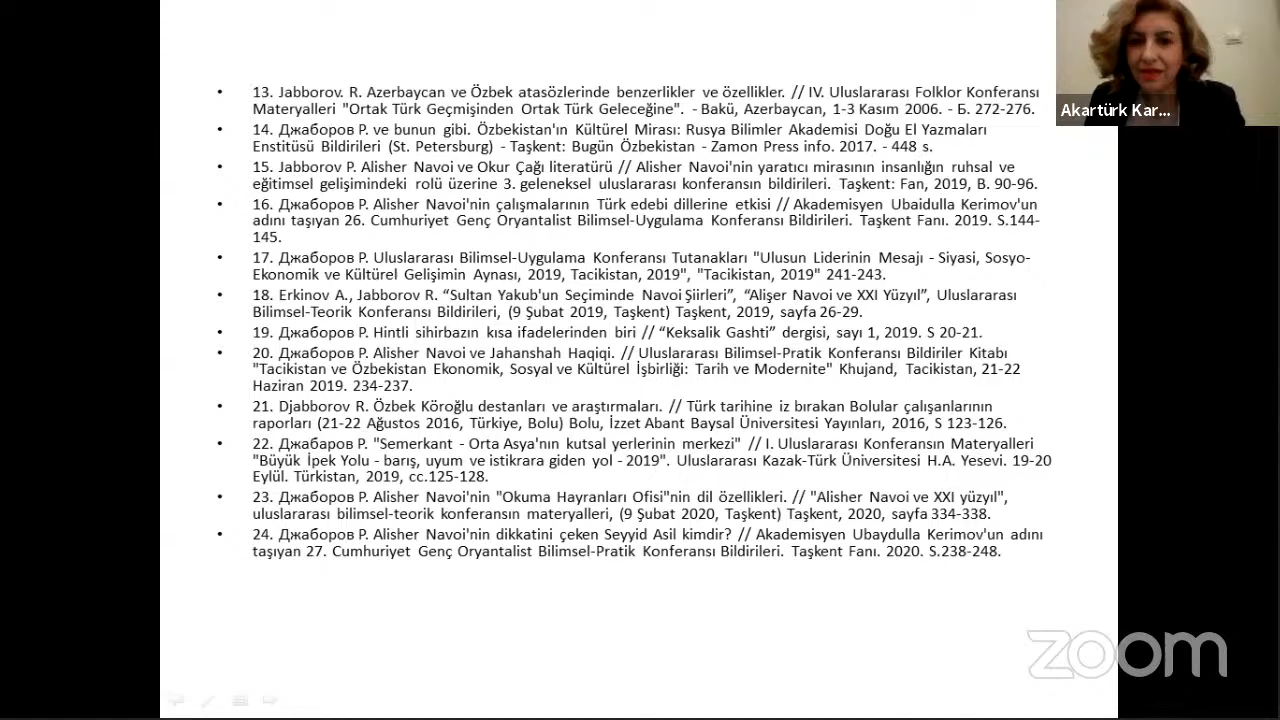 • 13. Jabborov. R. Azerbaycan ve Özbek atasözlerinde benzerlikler ve özellikler. // IV. Uluslararası Folklor Konferansı
Materyalleri "Ortak Türk Geçmişinden Ortak Türk Geleceğine". - Bakü, Azerbaycan, 1-3 Kasım 2006. - Б. 272-276.
• 14. Джаборов Р. ve bunun gibi. Özbekistan'ın Kültürel Mirası: Rusya Bilimler Akademisi Doğu El Yazmaları
Enstitüsü Bildirileri (St. Petersburg) - Taşkent: Bugün Özbekistan - Zamon Press info. 2017. - 448 s.
• 15. Jabborov P. Alisher Navoi ve Okur Çağı literatürü // Alisher Navoi'nin yaratıcı mirasının insanlığın ruhsal ve
eğitimsel gelişimindeki rolü üzerine 3. geleneksel uluslararası konferansın bildirileri. Taşkent: Fan, 2019, B. 90-96.
• 16. Джаборов Р. Alisher Navoi'nin çalışmalarının Türk edebi dillerine etkisi // Akademisyen Ubaidulla Kerimov'un
adını taşıyan 26. Cumhuriyet Genç Oryantalist Bilimsel-Uygulama Konferansı Bildirileri. Taşkent Fanı. 2019. S.144-
145.
• 17. Джаборов Р. Uluslararası Bilimsel-Uygulama Konferansı Tutanakları "Ulusun Liderinin Mesajı - Siyasi, Sosyo-
Ekonomik ve Kültürel Gelişimin Aynası, 2019, Tacikistan, 2019", "Tacikistan, 2019" 241-243.
• 18. Erkinov A., Jabborov R. “Sultan Yakub'un Seçiminde Navoi Şiirleri”, “Alişer Navoi ve XXI Yüzyıl”, Uluslararası
Bilimsel-Teorik Konferansı Bildirileri, (9 Şubat 2019, Taşkent) Taşkent, 2019, sayfa 26-29.
• 19. Джаборов Р. Hintli sihirbazın kısa ifadelerinden biri // “Keksalik Gashti” dergisi, sayı 1, 2019. S 20-21.
• 20. Джаборов Р. Alisher Navoi ve Jahanshah Haqiqi. // Uluslararası Bilimsel-Pratik Konferansı Bildiriler Kitabı
"Tacikistan ve Özbekistan Ekonomik, Sosyal ve Kültürel İşbirliği: Tarih ve Modernite" Khujand, Tacikistan, 21-22
Haziran 2019. 234-237.
• 21. Djabborov R. Özbek Köroğlu destanları ve araştırmaları. // Türk tarihine iz bırakan Bolular çalışanlarının
raporları (21-22 Ağustos 2016, Türkiye, Bolu) Bolu, İzzet Abant Baysal Üniversitesi Yayınları, 2016, S 123-126.
• 22. Джабаров Р. "Semerkant - Orta Asya'nın kutsal yerlerinin merkezi" // I. Uluslararası Konferansın Materyalleri
"Büyük İpek Yolu - barış, uyum ve istikrara giden yol - 2019". Uluslararası Kazak-Türk Üniversitesi H.A. Yesevi. 19-20
Eylül. Türkistan, 2019, cc.125-128.
• 23. Джаборов Р. Alisher Navoi'nin "Okuma Hayranları Ofisi"nin dil özellikleri. // "Alisher Navoi ve XXI yüzyıl",
uluslararası bilimsel-teorik konferansın materyalleri, (9 Şubat 2020, Taşkent) Taşkent, 2020, sayfa 334-338.
• 24. Джаборов Р. Alisher Navoi'nin dikkatini çeken Seyyid Asil kimdir? // Akademisyen Ubaydulla Kerimov'un adını
taşıyan 27. Cumhuriyet Genç Oryantalist Bilimsel-Pratik Konferansı Bildirileri. Taşkent Fanı. 2020. S.238-248.
Akartürk Kar...
zoom